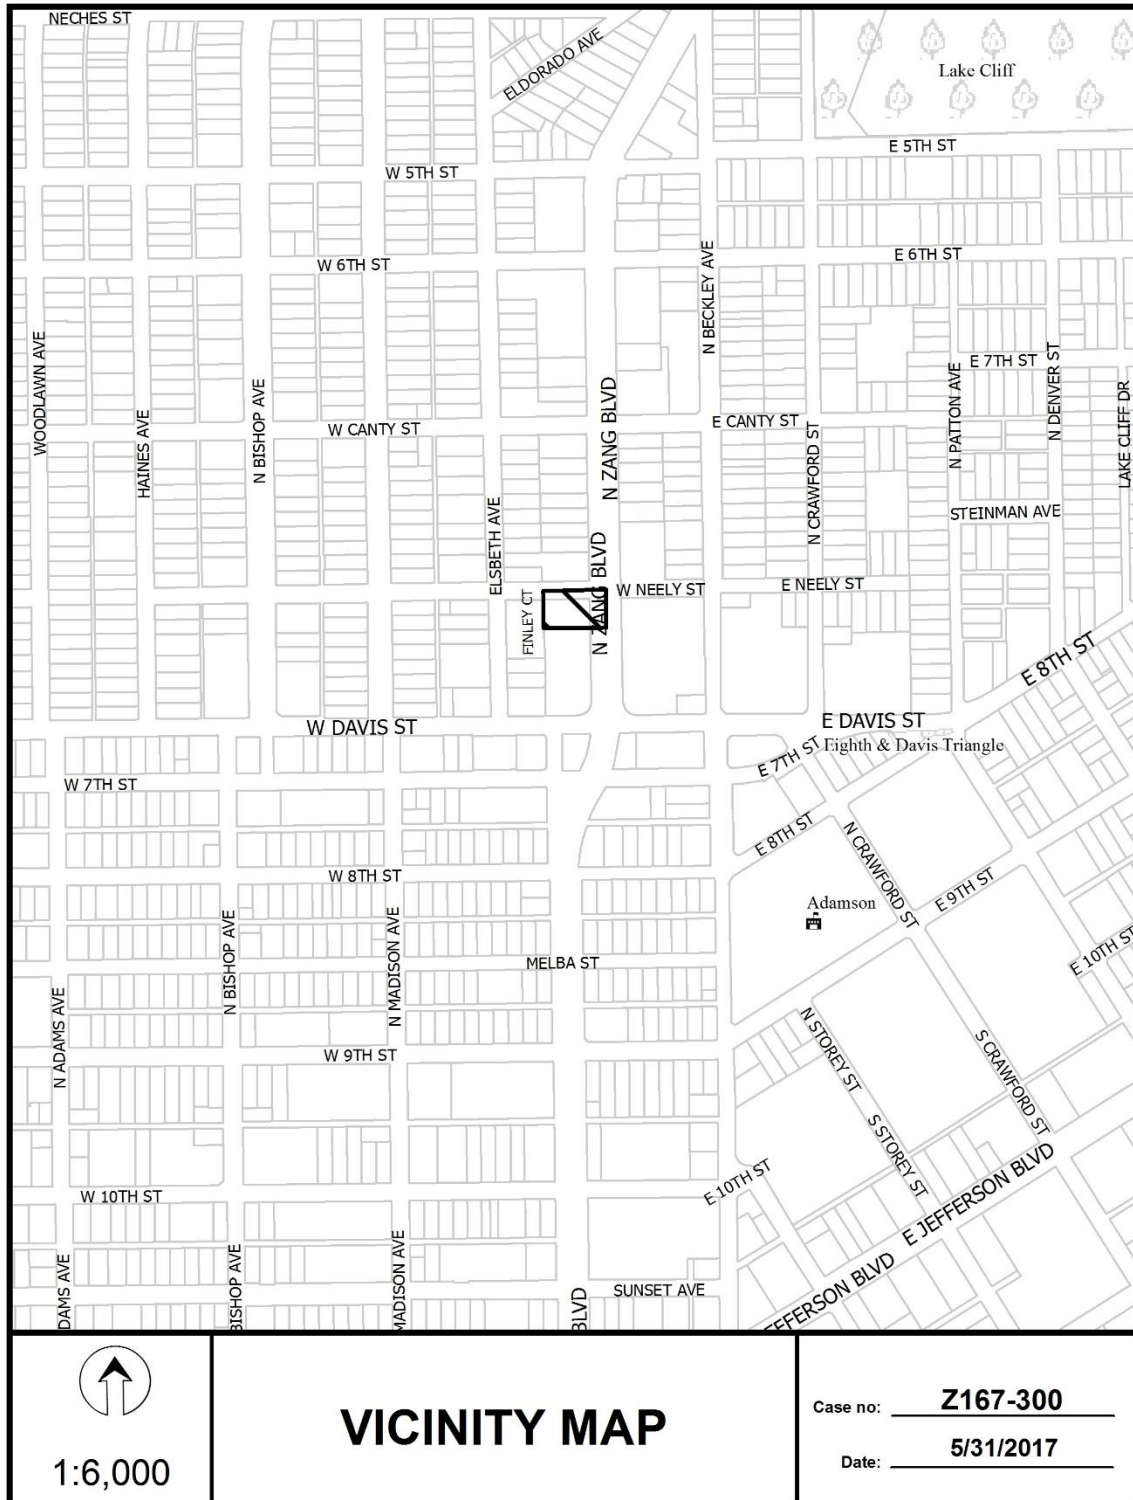 NECHES ST
ELDORADO AVE
Lake Cliff
E 5TH ST
W 5TH ST
W 6TH ST
N BECKLEY AVE
E 6TH ST
WOODLAWN AVE
HAINES AVE
N BISHOP AVE
W CANTY ST
N ZANG BLVD
E CANTY ST
N CRAWFORD ST
N PATTON AVE
E 7TH ST
N DENVER ST
LAKE CLIFF DR
ELSBETH AVE
STEINMAN AVE
FINLEY CT
N ZANG BLVD
W NEELY ST
E NEELY ST
E 8TH ST
W DAVIS ST
E DAVIS ST
Eighth & Davis Triangle
E 7TH ST
W 7TH ST
E 8TH ST
N CRAWFORD ST
W 8TH ST
E 9TH ST
Adamson
N BISHOP AVE
N MADISON AVE
MELBA ST
E 10TH ST
N ADAMS AVE
W 9TH ST
N STOREY ST
S CRAWFORD ST
S STOREY ST
E 10TH ST
W 10TH ST
E JEFFERSON BLVD
DAMS AVE
BISHOP AVE
MADISON AVE
BLVD
SUNSET AVE
EFFERSON BLVD
1:6,000
VICINITY MAP
Case no: Z167-300
Date: 5/31/2017